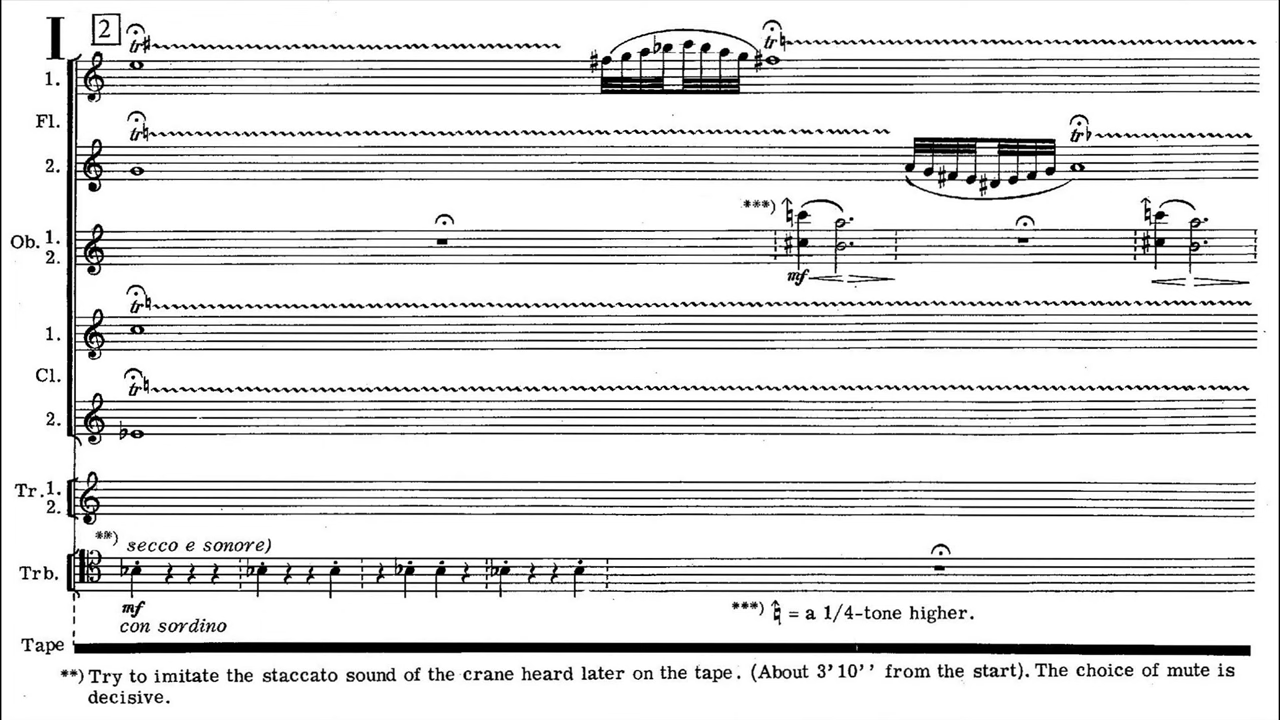 I
2
tr
tr
1.
Fl.
tr
tr
2.
***)
Ob. 1.
2.
mf
tr
1.
Cl.
tr
2.
Tr. 1.
2.
**) secco e sonore)
Trb.
mf
***) = a 1/4-tone higher.
con sordino
Tape
**) Try to imitate the staccato sound of the crane heard later on the tape. (About 3'10'' from the start). The choice of mute is
decisive.